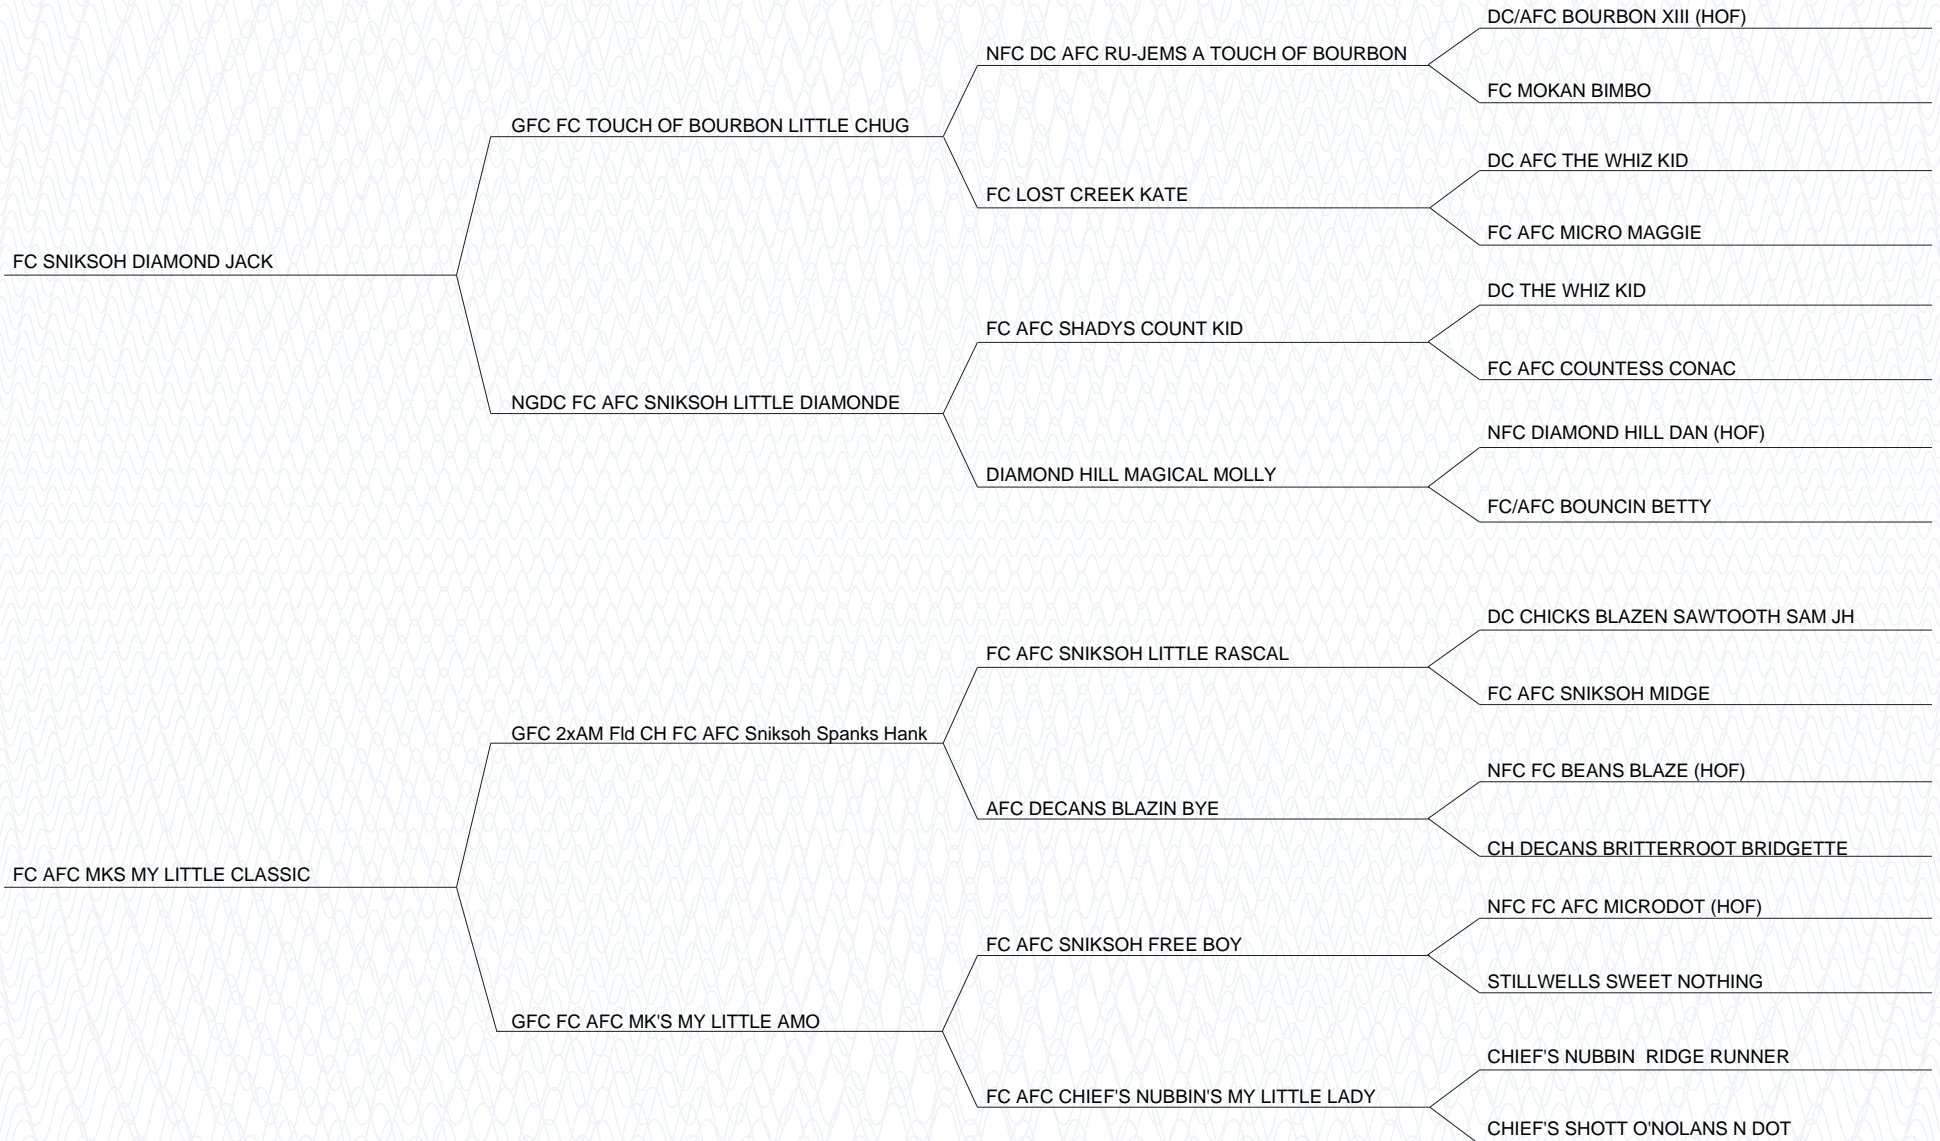 DC/AFC BOURBON XIII (HOF)
NFC DC AFC RU-JEMS A TOUCH OF BOURBON
FC MOKAN BIMBO
GFC FC TOUCH OF BOURBON LITTLE CHUG
DC AFC THE WHIZ KID
FC LOST CREEK KATE
FC AFC MICRO MAGGIE
FC SNIKSOH DIAMOND JACK
DC THE WHIZ KID
FC AFC SHADYS COUNT KID
FC AFC COUNTESS CONAC
NGDC FC AFC SNIKSOH LITTLE DIAMONDE
NFC DIAMOND HILL DAN (HOF)
DIAMOND HILL MAGICAL MOLLY
FC/AFC BOUNCIN BETTY
DC CHICKS BLAZEN SAWTOOTH SAM JH
FC AFC SNIKSOH LITTLE RASCAL
FC AFC SNIKSOH MIDGE
GFC 2xAM Fld CH FC AFC Sniksoh Spanks Hank
NFC FC BEANS BLAZE (HOF)
AFC DECANS BLAZIN BYE
CH DECANS BRITTERROOT BRIDGETTE
FC AFC MKS MY LITTLE CLASSIC
NFC FC AFC MICRODOT (HOF)
FC AFC SNIKSOH FREE BOY
STILLWELLS SWEET NOTHING
GFC FC AFC MK'S MY LITTLE AMO
CHIEF'S NUBBIN  RIDGE RUNNER
FC AFC CHIEF'S NUBBIN'S MY LITTLE LADY
CHIEF'S SHOTT O'NOLANS N DOT